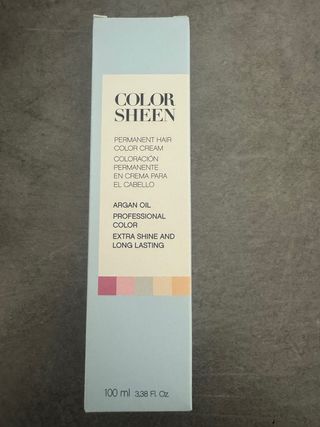 COLOR
SHEEN
PERMANENT HAIR
COLOR CREAM
COLORACIÓN
PERMANENTE
EN CREMA PARA
EL CABELLO
ARGAN OIL
PROFESSIONAL
COLOR
EXTRA SHINE AND
LONG LASTING
100 ml 3.38 Fl. Oz.